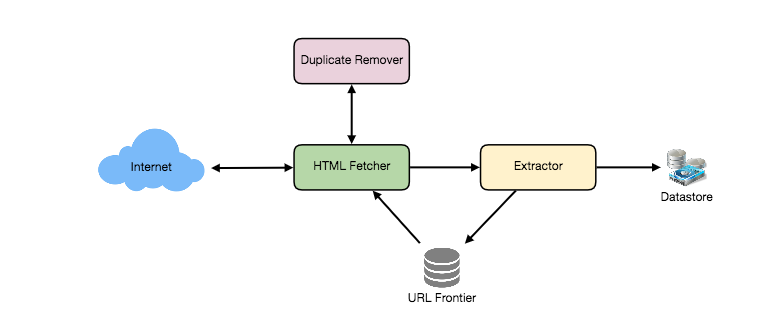 Duplicate Remover
Internet
HTML Fetcher
Extractor
Datastore
URL Frontier